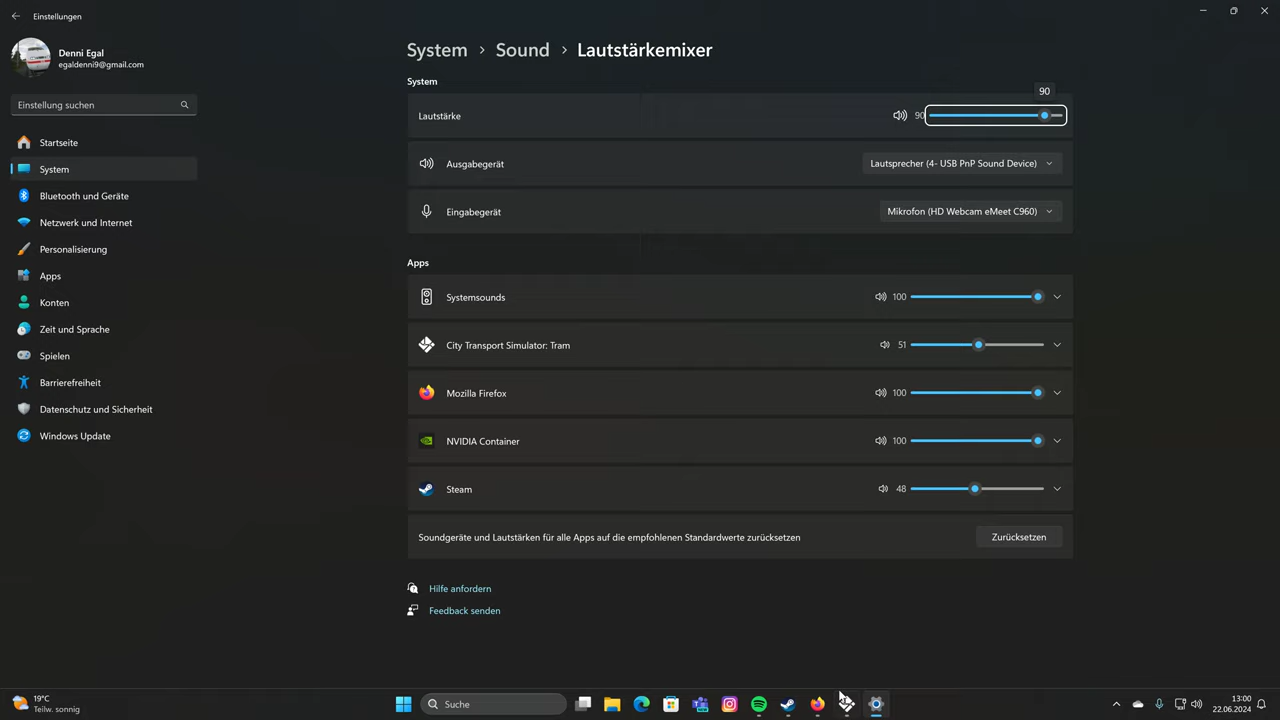 Einstellungen
Denni Egal
egaldenni9@gmail.com
Einstellung suchen
Startseite
System
Bluetooth und Geräte
Netzwerk und Internet
Personalisierung
Apps
Konten
Zeit und Sprache
Spielen
Barrierefreiheit
Datenschutz und Sicherheit
Windows Update
System > Sound > Lautstärkemixer
System
90
Lautstärke 90
Ausgabegerät Lautsprecher (4- USB PnP Sound Device)
Eingabegerät Mikrofon (HD Webcam eMeet C960)
Apps
Systemsounds 100
City Transport Simulator: Tram 51
Mozilla Firefox 100
NVIDIA Container 100
Steam 48
Soundgeräte und Lautstärken für alle Apps auf die empfohlenen Standardwerte zurücksetzen Zurücksetzen
Hilfe anfordern
Feedback senden
19°C
Teilw. sonnig
Suche
13:00
22.06.2024